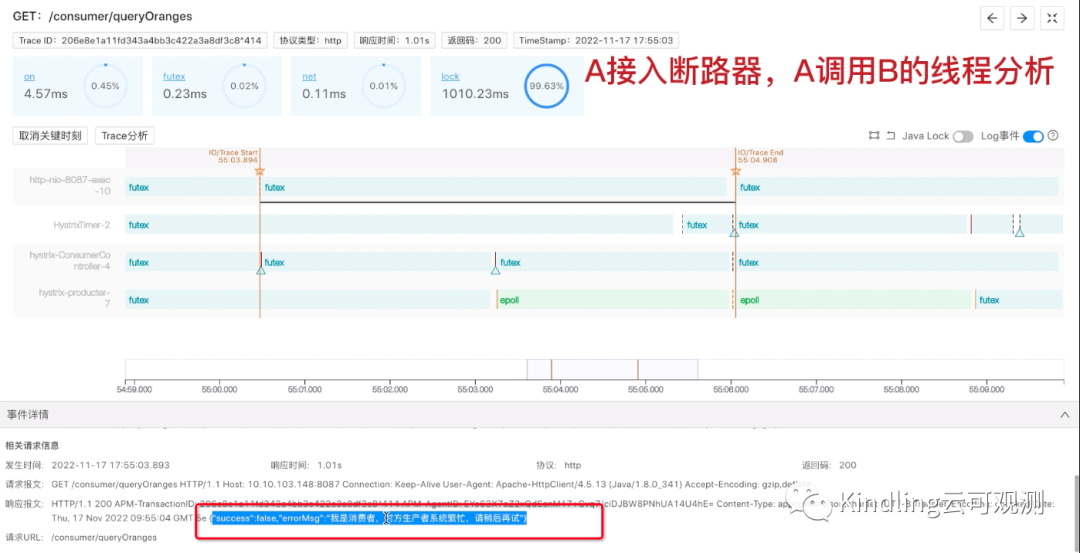 GET: /consumer/queryOranges
Trace ID: 206e8e1a11fd343a4bb3c422a3a8df3c8^414
协议类型: http
响应时间: 1.01s
返回码: 200
TimeStamp: 2022-11-17 17:55:03
on
4.57ms
0.45%
futex
0.23ms
0.02%
net
0.11ms
0.01%
lock
1010.23ms
99.63%
A接入断路器，A调用B的线程分析
取消关键时刻
Trace分析
Java Lock
Log事件
IO/Trace Start
55:03.894
IO/Trace End
55:04.908
http-nio-8087-exec
-10
futex
futex
futex
HystrixTimer-2
futex
futex
futex
hystrix-ConsumerCo
ntroller-4
futex
futex
futex
hystrix-producter-
7
futex
epoll
epoll
futex
54:59.000
55:00.000
55:01.000
55:02.000
55:03.000
55:04.000
55:05.000
55:06.000
55:07.000
55:08.000
55:09.000
事件详情
相关请求信息
发生时间: 2022-11-17 17:55:03.893
响应时间: 1.01s
协议: http
返回码: 200
请求报文: GET /consumer/queryOranges HTTP/1.1 Host: 10.10.103.148:8087 Connection: Keep-Alive User-Agent: Apache-HttpClient/4.5.13 (Java/1.8.0_341) Accept-Encoding: gzip,
响应报文: HTTP/1.1 200 APM-TransactionID:
Content-Type:
Thu, 17 Nov 2022 09:55:04 GMT
{"success":false,"errorMsg":"我是消费者，对方生产者系统繁忙、请稍后再试"}
请求URL: /consumer/queryOranges
Kindling云可观测